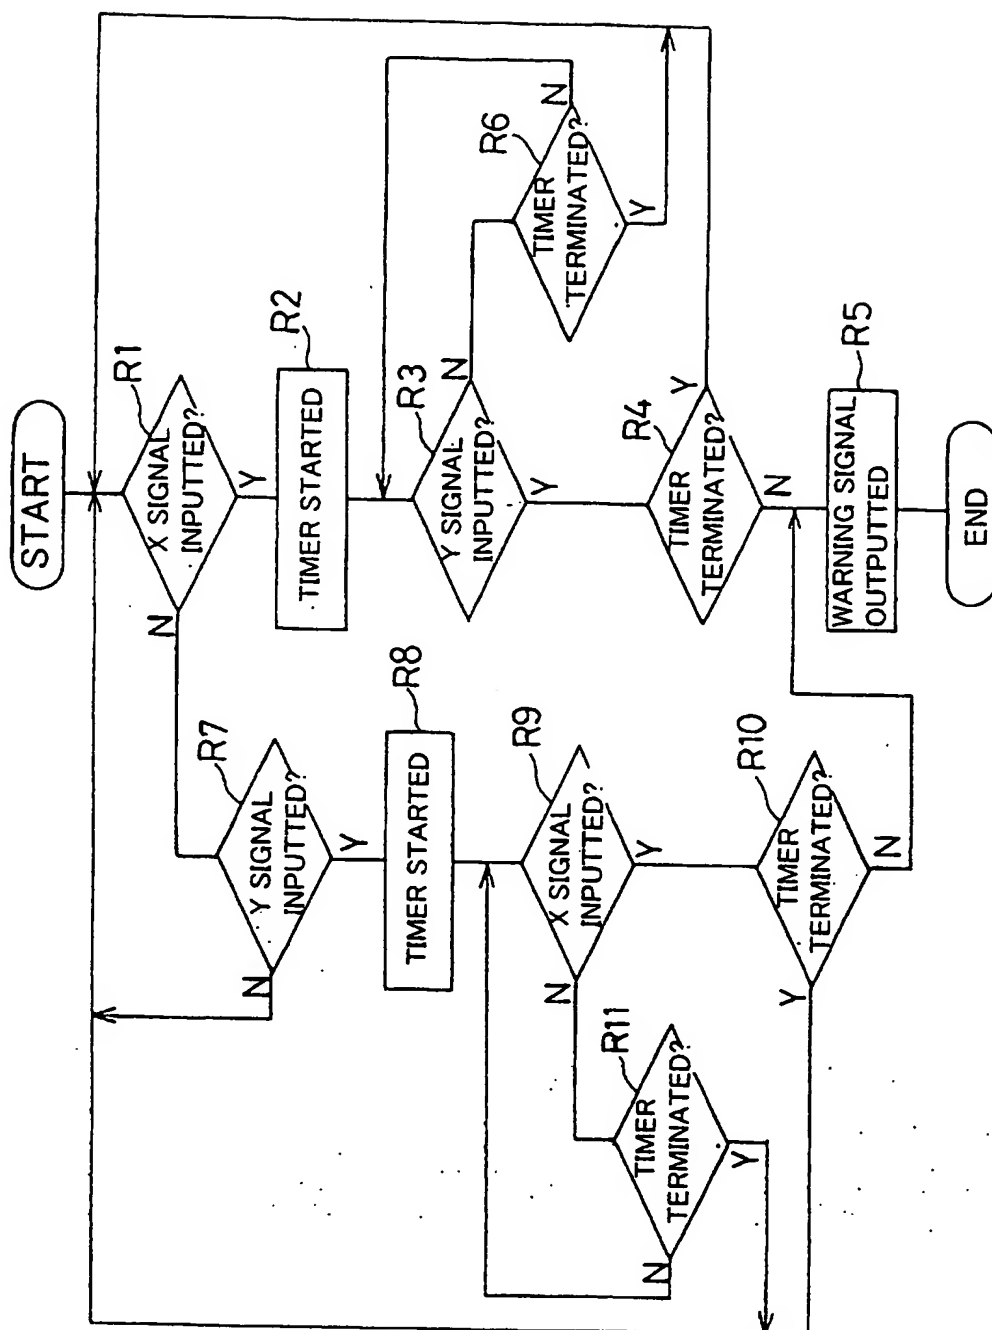 START
R1
X SIGNAL
INPUTTED?
N
Y
R2
TIMER STARTED
R3
Y SIGNAL
INPUTTED?
N
Y
R6
TIMER
TERMINATED?
N
Y
R4
TIMER
TERMINATED?
Y
N
R5
WARNING SIGNAL
OUTPUTTED
END
R7
Y SIGNAL
INPUTTED?
N
Y
R8
TIMER STARTED
R9
X SIGNAL
INPUTTED?
N
Y
R10
TIMER
TERMINATED?
Y
N
R11
TIMER
TERMINATED?
N
Y